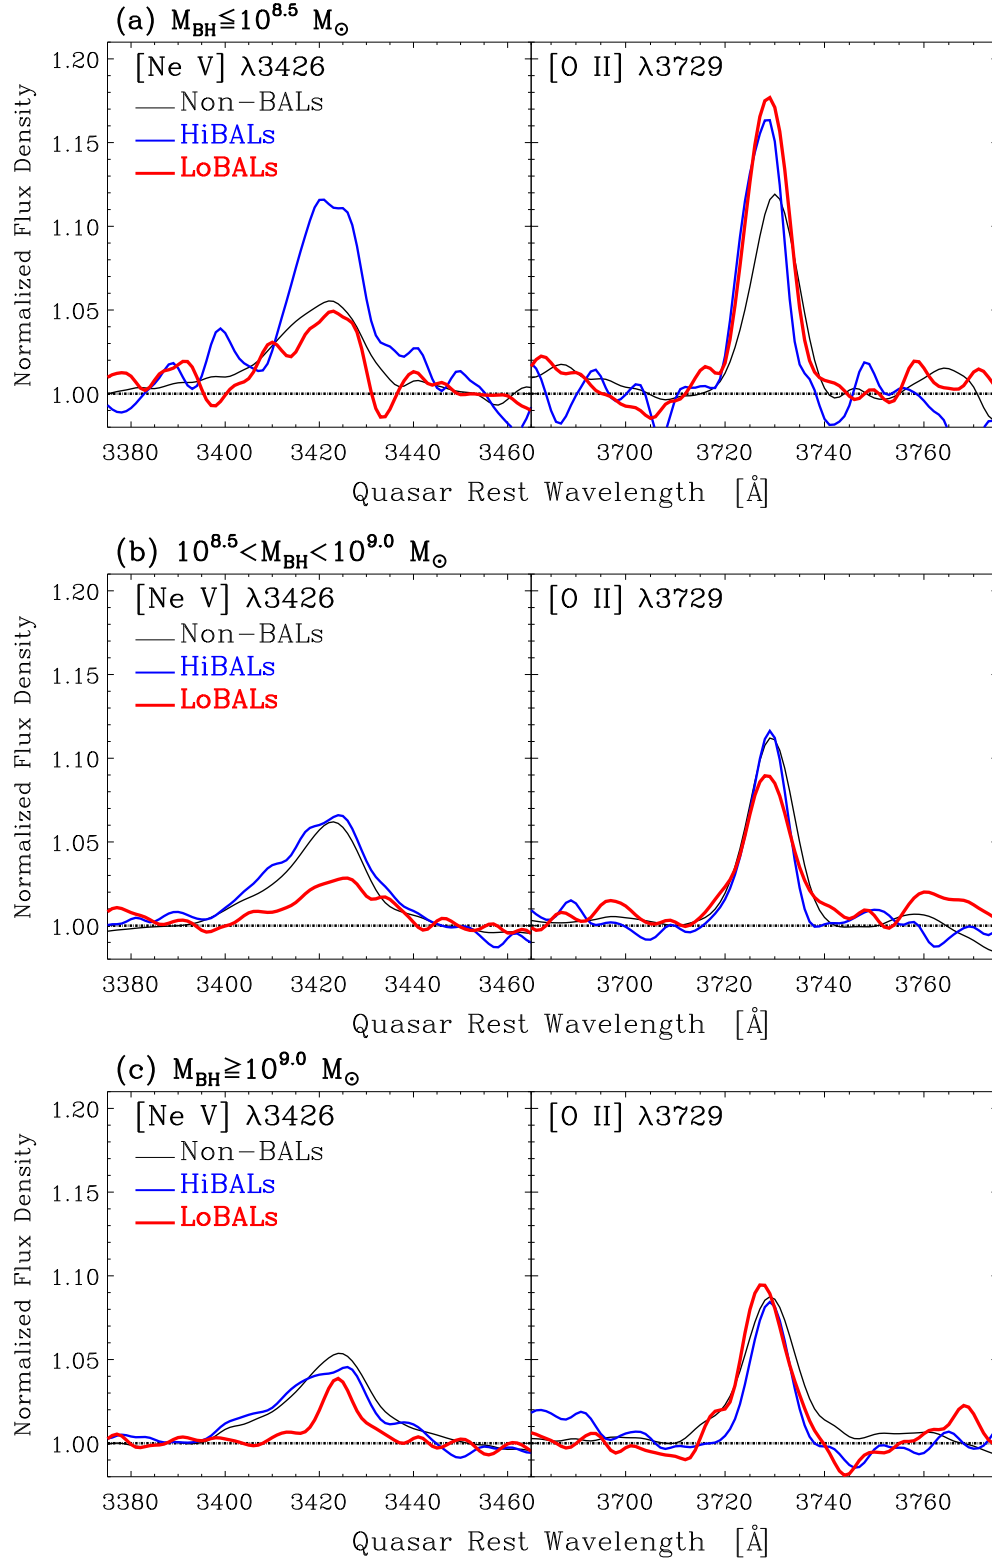 (a) M_BH≦10^8.5 M_⊙
[Ne V] λ3426
[O II] λ3729
Non−BALs
HiBALs
LoBALs
Normalized Flux Density
1.20
1.15
1.10
1.05
1.00
3380 3400 3420 3440 3460
3700 3720 3740 3760
Quasar Rest Wavelength [Å]
(b) 10^8.5<M_BH<10^9.0 M_⊙
[Ne V] λ3426
[O II] λ3729
Non−BALs
HiBALs
LoBALs
Normalized Flux Density
1.20
1.15
1.10
1.05
1.00
3380 3400 3420 3440 3460
3700 3720 3740 3760
Quasar Rest Wavelength [Å]
(c) M_BH≧10^9.0 M_⊙
[Ne V] λ3426
[O II] λ3729
Non−BALs
HiBALs
LoBALs
Normalized Flux Density
1.20
1.15
1.10
1.05
1.00
3380 3400 3420 3440 3460
3700 3720 3740 3760
Quasar Rest Wavelength [Å]